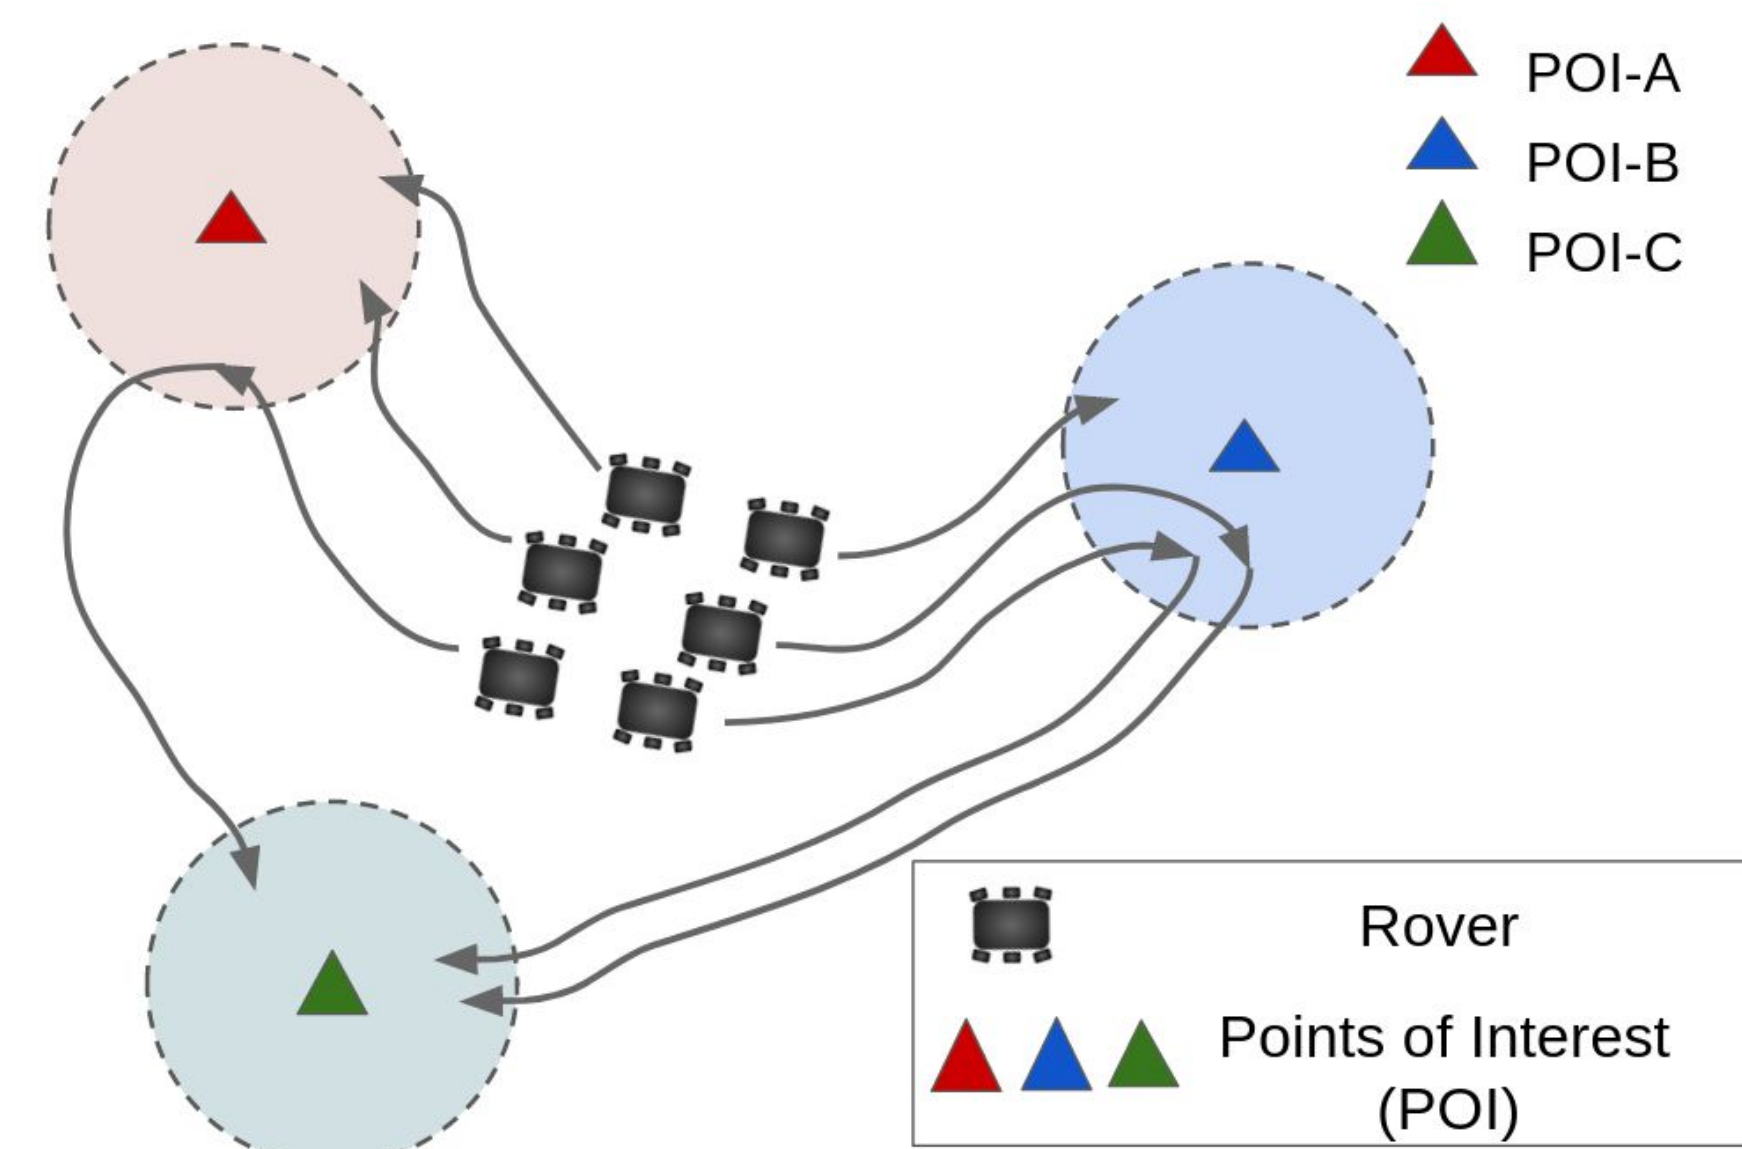 POI-A
POI-B
POI-C
Rover
Points of Interest
(POI)